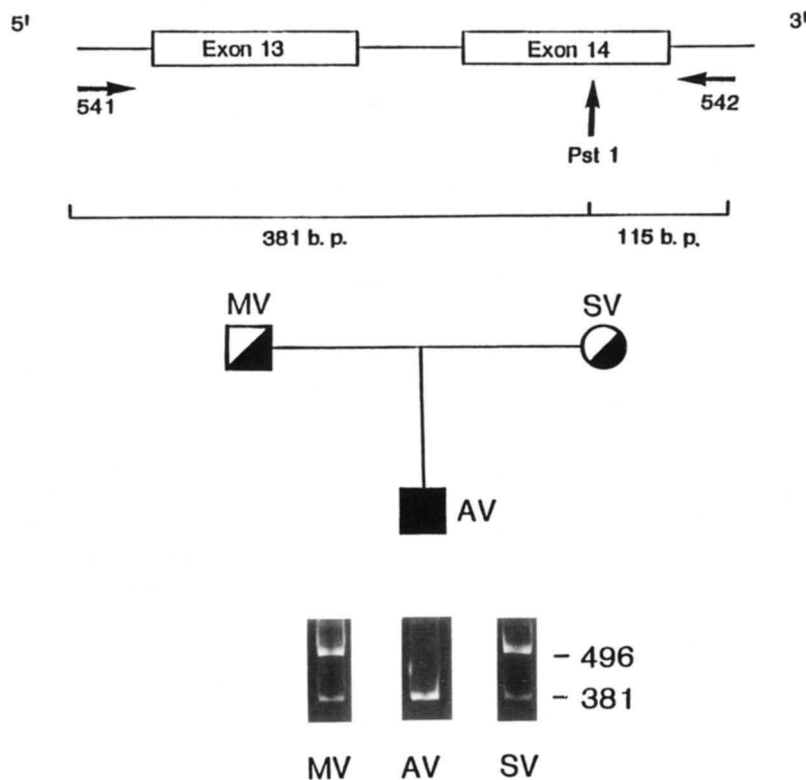 5' 3'
Exon 13 Exon 14
541 542
Pst 1
381 b. p. 115 b. p.
MV SV
AV
- 496
- 381
MV AV SV